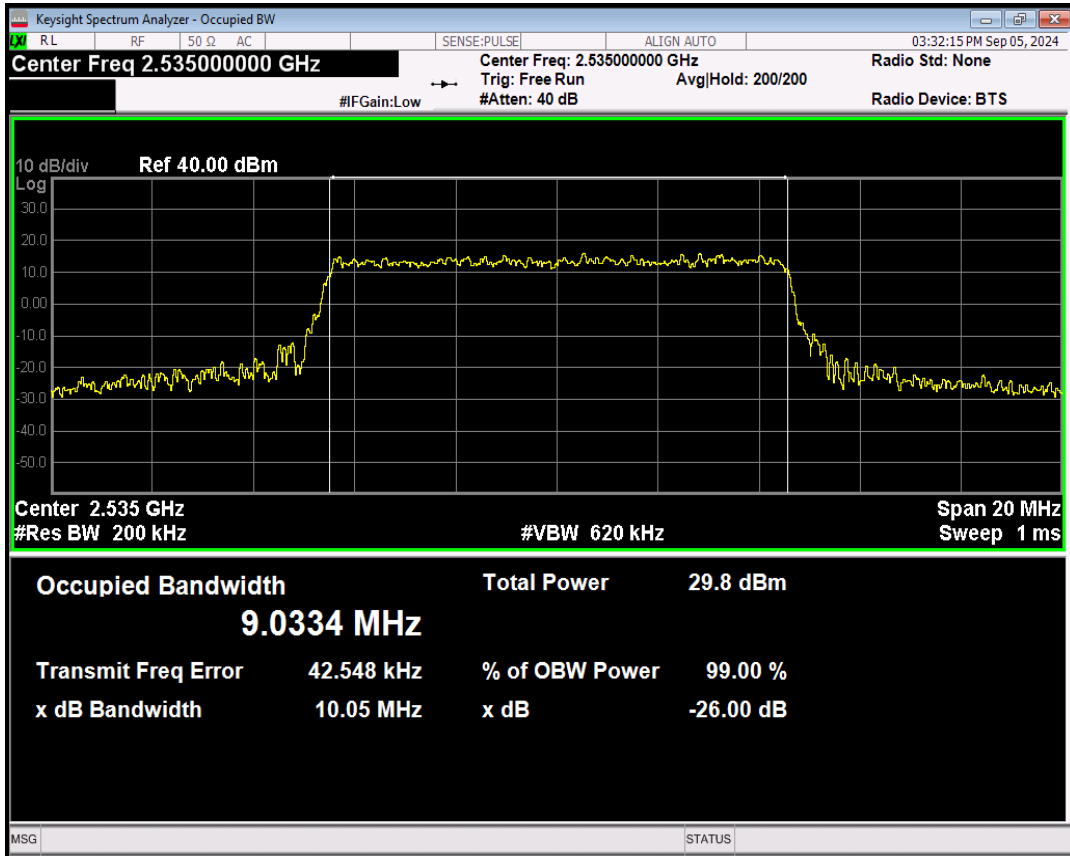 Keysight Spectrum Analyzer - Occupied BW
LXI RL RF 50 Ω AC SENSE:PULSE ALIGN AUTO 03:32:15 PM Sep 05, 2024
Center Freq 2.535000000 GHz Center Freq: 2.535000000 GHz Radio Std: None
Trig: Free Run Avg|Hold: 200/200
#IFGain:Low #Atten: 40 dB Radio Device: BTS
10 dB/div Ref 40.00 dBm
Log
30.0
20.0
10.0
0.00
-10.0
-20.0
-30.0
-40.0
-50.0
Center 2.535 GHz Span 20 MHz
#Res BW 200 kHz #VBW 620 kHz Sweep 1 ms
Occupied Bandwidth Total Power 29.8 dBm
9.0334 MHz
Transmit Freq Error 42.548 kHz % of OBW Power 99.00 %
x dB Bandwidth 10.05 MHz x dB -26.00 dB
MSG STATUS